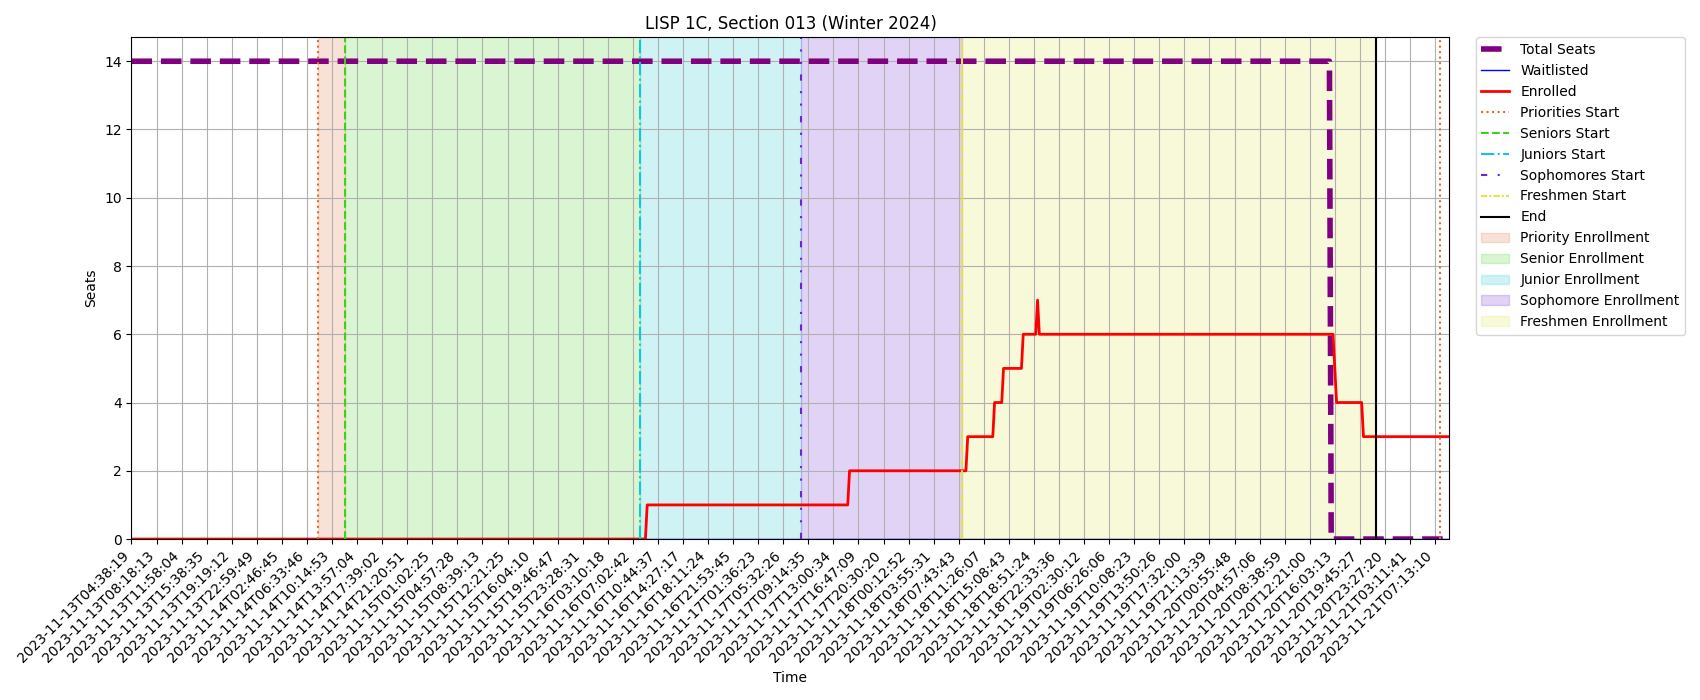 LISP 1C, Section 013 (Winter 2024)
Seats
14
12
10
8
6
4
2
0
2023-11-13T04:38:19
2023-11-13T08:18:13
2023-11-13T11:58:04
2023-11-13T15:38:35
2023-11-13T19:19:12
2023-11-13T22:59:49
2023-11-14T02:46:45
2023-11-14T06:33:46
2023-11-14T10:14:53
2023-11-14T13:57:04
2023-11-14T17:39:02
2023-11-14T21:20:51
2023-11-15T01:02:25
2023-11-15T04:57:28
2023-11-15T08:39:13
2023-11-15T12:21:25
2023-11-15T16:04:10
2023-11-15T19:46:47
2023-11-15T23:28:31
2023-11-16T03:10:18
2023-11-16T07:02:42
2023-11-16T10:44:37
2023-11-16T14:27:17
2023-11-16T18:11:24
2023-11-16T21:53:45
2023-11-17T01:36:23
2023-11-17T05:32:26
2023-11-17T09:14:35
2023-11-17T13:00:34
2023-11-17T16:47:09
2023-11-17T20:30:20
2023-11-18T00:12:52
2023-11-18T03:55:31
2023-11-18T07:43:43
2023-11-18T11:26:07
2023-11-18T15:08:43
2023-11-18T18:51:24
2023-11-18T22:33:36
2023-11-19T02:30:12
2023-11-19T06:26:06
2023-11-19T10:08:23
2023-11-19T13:50:26
2023-11-19T17:32:00
2023-11-19T21:13:39
2023-11-20T00:55:48
2023-11-20T04:57:06
2023-11-20T08:38:59
2023-11-20T12:21:00
2023-11-20T16:03:13
2023-11-20T19:45:27
2023-11-20T23:27:20
2023-11-21T03:11:41
2023-11-21T07:13:10
Time
Total Seats
Waitlisted
Enrolled
Priorities Start
Seniors Start
Juniors Start
Sophomores Start
Freshmen Start
End
Priority Enrollment
Senior Enrollment
Junior Enrollment
Sophomore Enrollment
Freshmen Enrollment